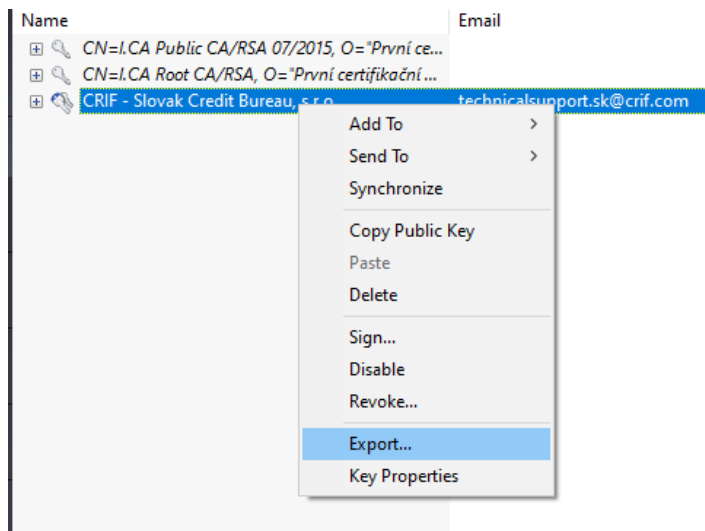 Name Email
CN=I.CA Public CA/RSA 07/2015, O="První ce...
CN=I.CA Root CA/RSA, O="První certifikační ...
CRIF - Slovak Credit Bureau, s.r.o. technicalsupport.sk@crif.com
Add To
Send To
Synchronize
Copy Public Key
Paste
Delete
Sign...
Disable
Revoke...
Export...
Key Properties